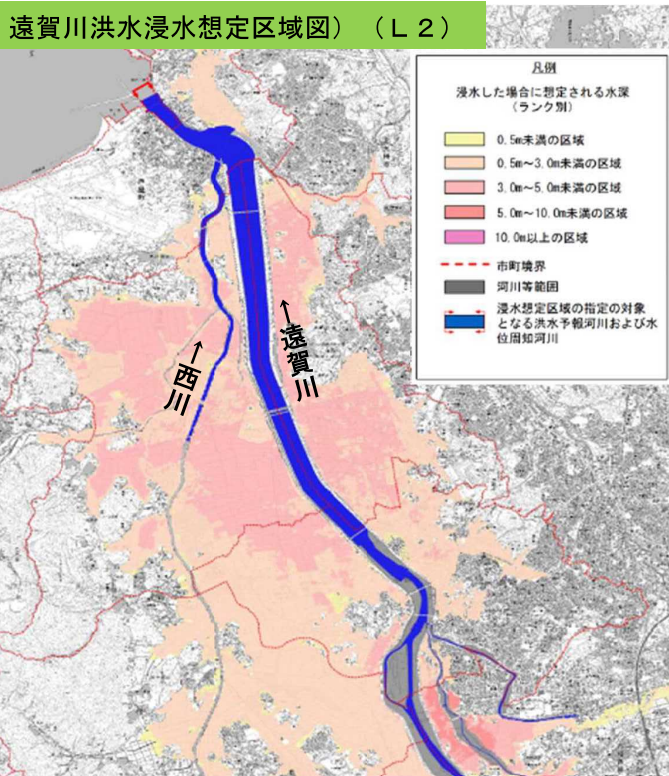 遠賀川洪水浸水想定区域図)（Ｌ２）
凡例
浸水した場合に想定される水深
(ランク別)
0.5m未満の区域
0.5m～3.0m未満の区域
3.0m～5.0m未満の区域
5.0m～10.0m未満の区域
10.0m以上の区域
市町境界
河川等範囲
浸水想定区域の指定の対象
となる洪水予報河川および水
位周知河川
←遠賀川
←西川